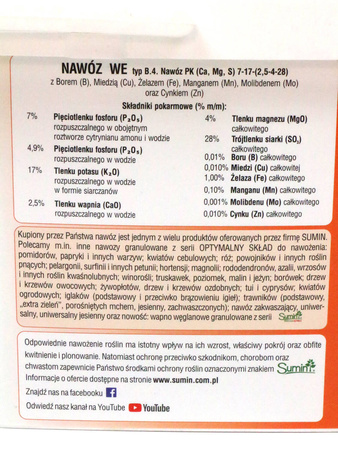 NAWÓZ WE typ B.4. Nawóz PK (Ca, Mg, S) 7-17-(2,5-4-28)
z Borem (B), Miedzią (Cu), Żelazem (Fe), Manganem (Mn), Molibdenem (Mo)
oraz Cynkiem (Zn)
Składniki pokarmowe (% m/m):
7% Pięciotlenku fosforu (P₂O₅)
rozpuszczalnego w obojętnym
roztworze cytrynianu amonu i wodzie
4,9% Pięciotlenku fosforu (P₂O₅)
rozpuszczalnego w wodzie
17% Tlenku potasu (K₂O)
rozpuszczalnego w wodzie
w formie siarczanów
2,5% Tlenku wapnia (CaO)
rozpuszczalnego w wodzie
4% Tlenku magnezu (MgO)
całkowitego
28% Trójtlenku siarki (SO₃)
całkowitego
0,01% Boru (B) całkowitego
0,010% Miedzi (Cu) całkowitej
1,00% Żelaza (Fe) całkowitego
0,10% Manganu (Mn) całkowitego
0,001% Molibdenu (Mo) całkowitego
0,010% Cynku (Zn) całkowitego
Kupiony przez Państwa nawóz jest jednym z wielu produktów oferowanych przez firmę SUMIN.
Polecamy m.in. inne nawozy granulowane z serii OPTYMALNY SKŁAD do nawożenia:
pomidorów, papryki i innych warzyw; kwiatów cebulowych; róż; powojników i innych roślin
pnących; pelargonii, surfinii i innych petunii; hortensji; magnolii; rododendronów, azalii, wrzosów
i innych roślin kwaśnolubnych; winorośli; truskawek, poziomek, malin i jeżyn; borówek; drzew
i krzewów owocowych; żywopłotów, drzew i krzewów ozdobnych; tui i cyprysów; kwiatów
ogrodowych; iglaków (podstawowy i przeciw brązowieniu igieł); trawników (podstawowy,
„extra zieleń”, porośniętych mchem, jesienny, zachwaszczonych); nawóz zakwaszający, uniwer-
salny, uniwersalny jesienny oraz nowość: wapno węglanowe granulowane z serii Sumin
Odpowiednie nawożenie roślin ma istotny wpływ na ich wzrost, właściwy pokrój oraz obfite
kwitnienie i plonowanie. Natomiast ochronę przeciwko szkodnikom, chorobom oraz
chwastom zapewnicie Państwo środkami ochrony roślin oznaczonymi znakiem Sumin
Informacje o ofercie dostępne na stronie www.sumin.com.pl
Znajdź nas na facebooku
Odwiedź nasz kanał na YouTube YouTube